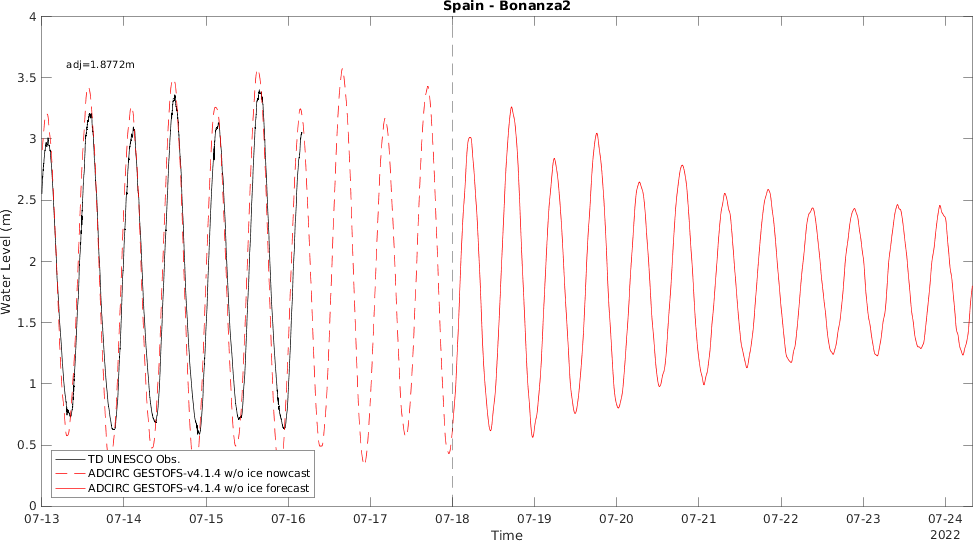 Spain - Bonanza2
4
adj=1.8772m
3.5
3
2.5
2
1.5
1
0.5
0
Water Level (m)
TD UNESCO Obs.
ADCIRC GESTOFS-v4.1.4 w/o ice nowcast
ADCIRC GESTOFS-v4.1.4 w/o ice forecast
07-13 07-14 07-15 07-16 07-17 07-18 07-19 07-20 07-21 07-22 07-23 07-24
Time
2022